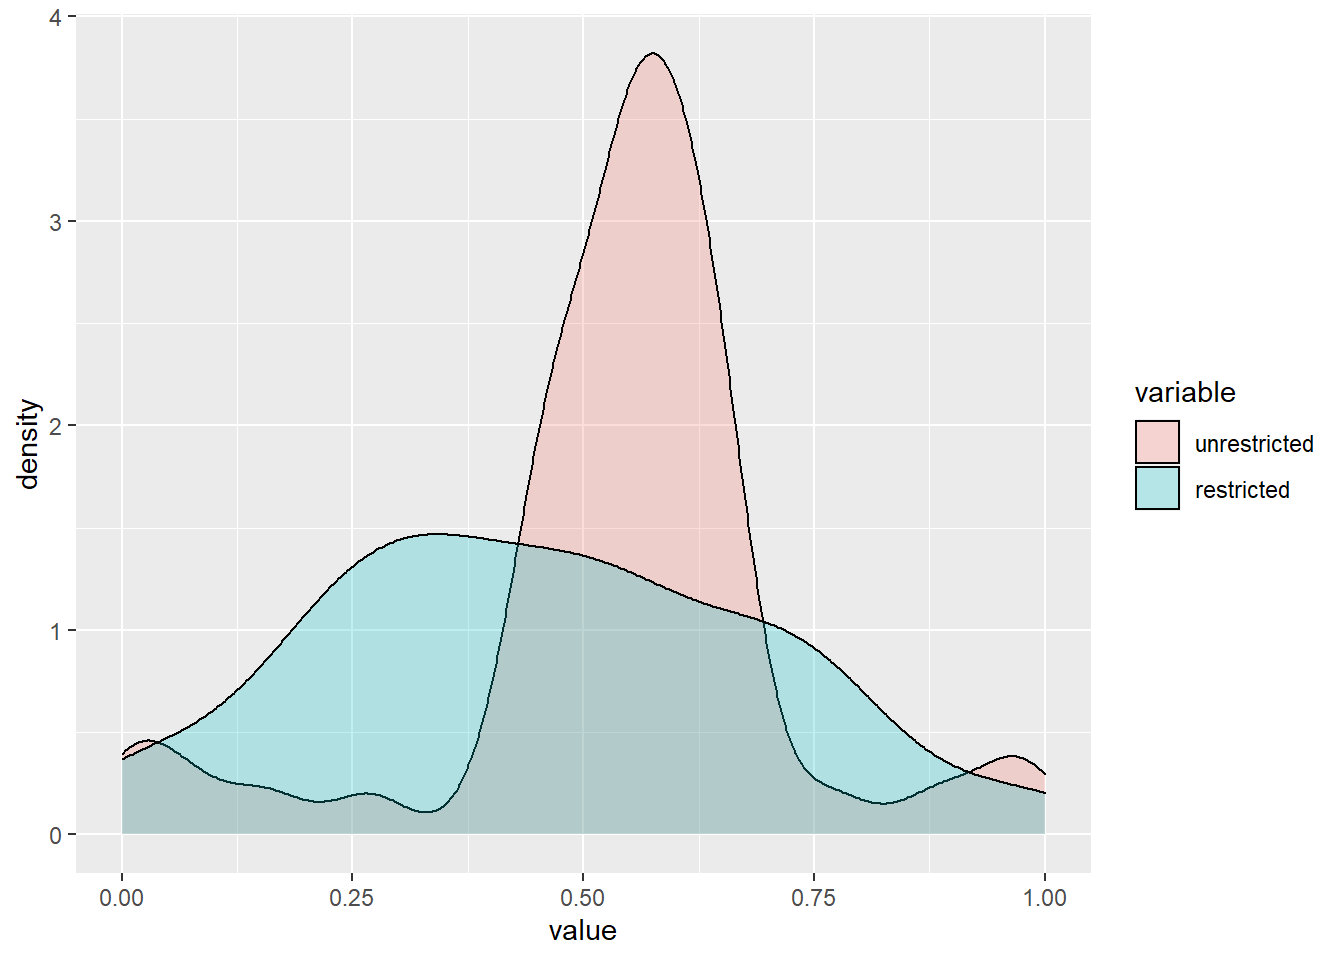 4
3
2
1
0
density
0.00 0.25 0.50 0.75 1.00
value
variable
unrestricted
restricted